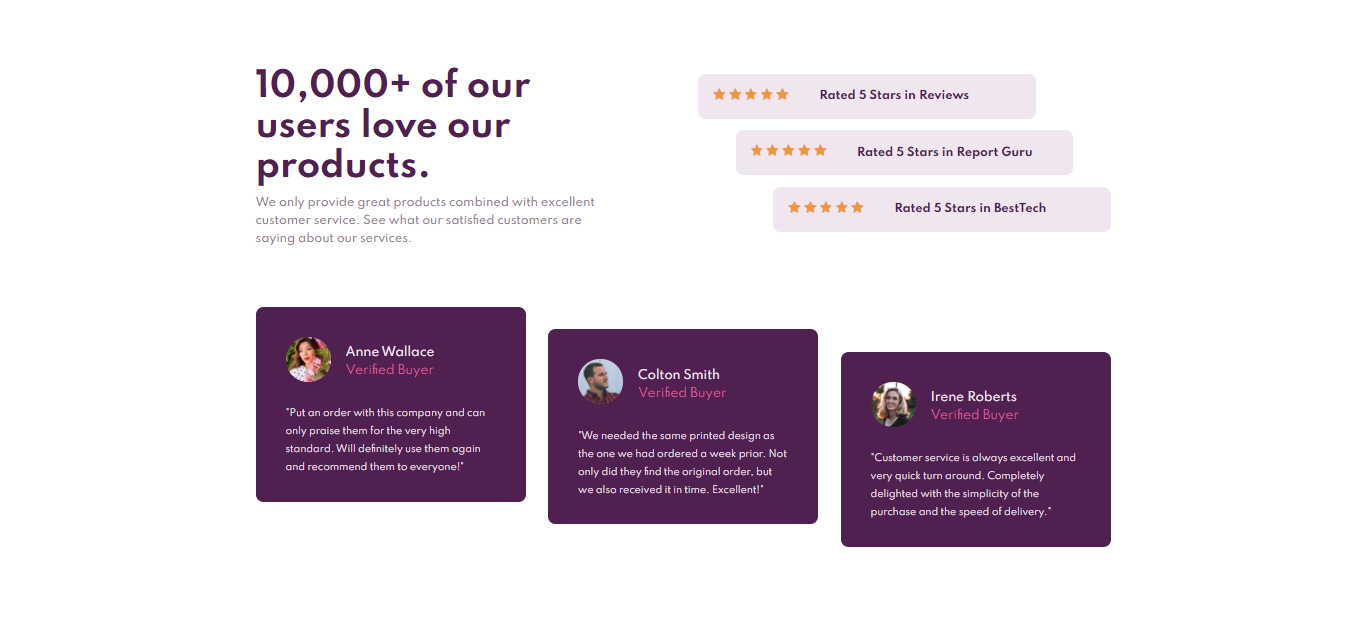 10,000+ of our
users love our
products.
We only provide great products combined with excellent
customer service. See what our satisfied customers are
saying about our services.
Rated 5 Stars in Reviews
Rated 5 Stars in Report Guru
Rated 5 Stars in BestTech
Anne Wallace
Verified Buyer
"Put an order with this company and can
only praise them for the very high
standard. Will definitely use them again
and recommend them to everyone!"
Colton Smith
Verified Buyer
"We needed the same printed design as
the one we had ordered a week prior. Not
only did they find the original order, but
we also received it in time. Excellent!"
Irene Roberts
Verified Buyer
"Customer service is always excellent and
very quick turn around. Completely
delighted with the simplicity of the
purchase and the speed of delivery."